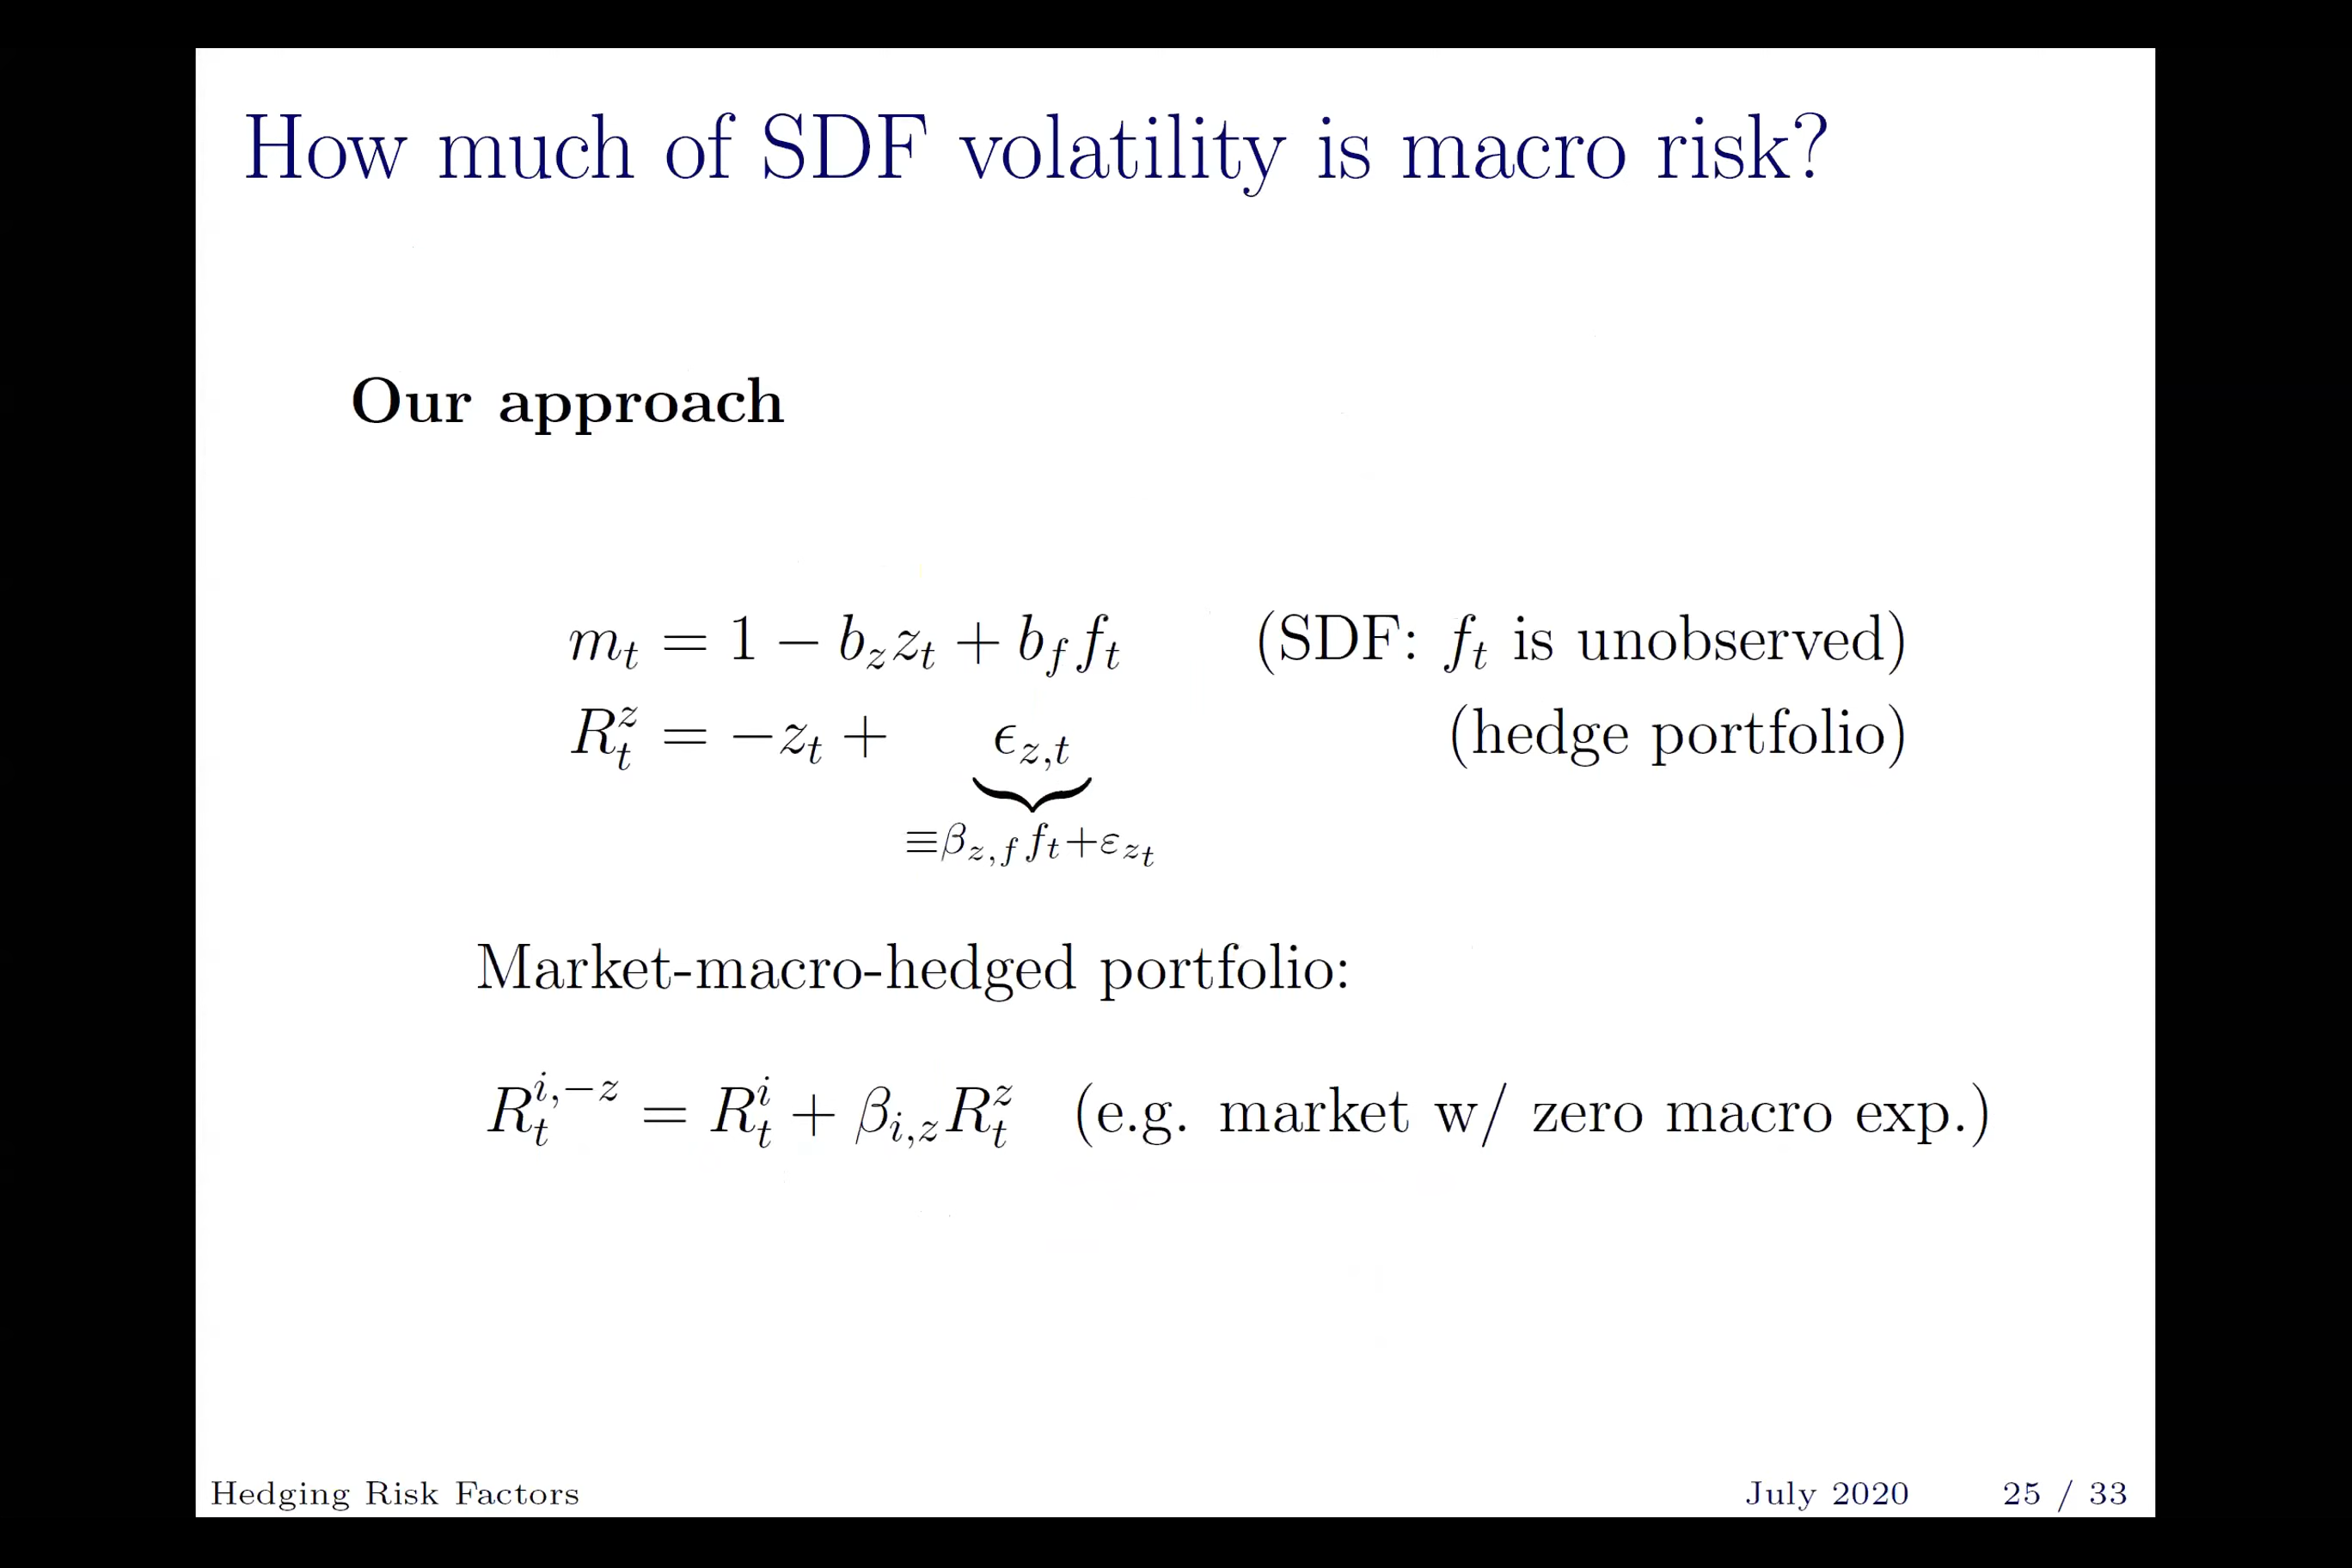 How much of SDF volatility is macro risk?
Our approach
m_t = 1 − b_z z_t + b_f f_t (SDF: f_t is unobserved)
R_t^z = −z_t + ϵ_{z,t} (hedge portfolio)
≡β_{z,f} f_t+ε_{z_t}
Market-macro-hedged portfolio:
R_t^{i,−z} = R_t^i + β_{i,z} R_t^z (e.g. market w/ zero macro exp.)
Hedging Risk Factors July 2020 25 / 33